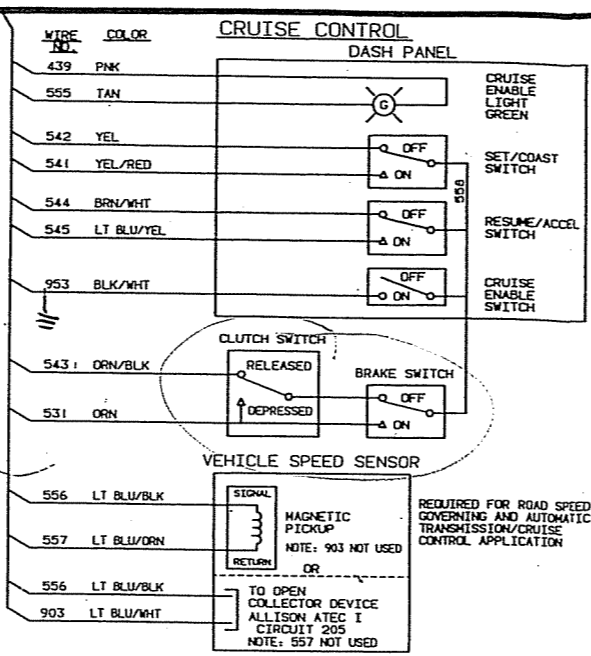 CRUISE CONTROL
WIRE NO. COLOR
DASH PANEL
439 PNK
555 TAN
CRUISE
ENABLE
LIGHT
GREEN
G
542 YEL
541 YEL/RED
OFF
ON
SET/COAST
SWITCH
558
544 BRN/WHT
545 LT BLU/YEL
OFF
ON
RESUME/ACCEL
SWITCH
953 BLK/WHT
OFF
ON
CRUISE
ENABLE
SWITCH
CLUTCH SWITCH
543 ORN/BLK
RELEASED
DEPRESSED
BRAKE SWITCH
OFF
ON
531 ORN
VEHICLE SPEED SENSOR
556 LT BLU/BLK
557 LT BLU/ORN
SIGNAL
RETURN
MAGNETIC
PICKUP
NOTE: 903 NOT USED
OR
REQUIRED FOR ROAD SPEED
GOVERNING AND AUTOMATIC
TRANSMISSION/CRUISE
CONTROL APPLICATION
556 LT BLU/BLK
903 LT BLU/WHT
TO OPEN
COLLECTOR DEVICE
ALLISON ATEC I
CIRCUIT 205
NOTE: 557 NOT USED